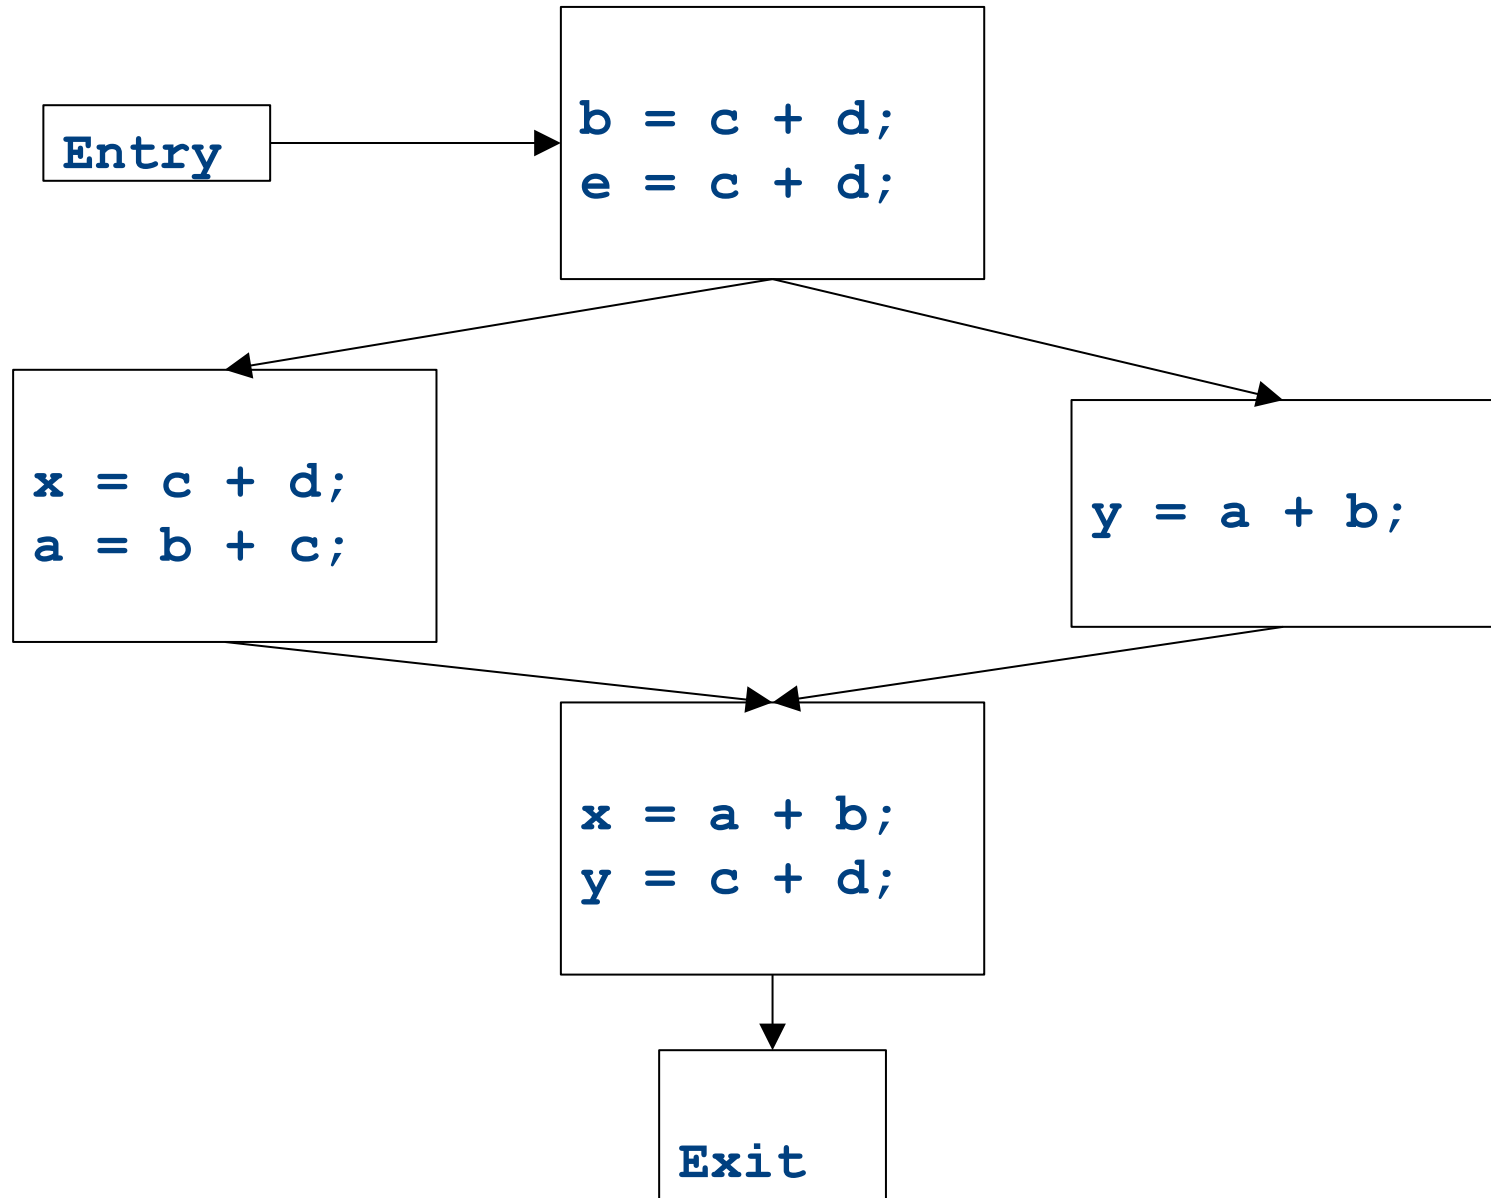 Entry
b = c + d;
e = c + d;
x = c + d;
a = b + c;
y = a + b;
x = a + b;
y = c + d;
Exit